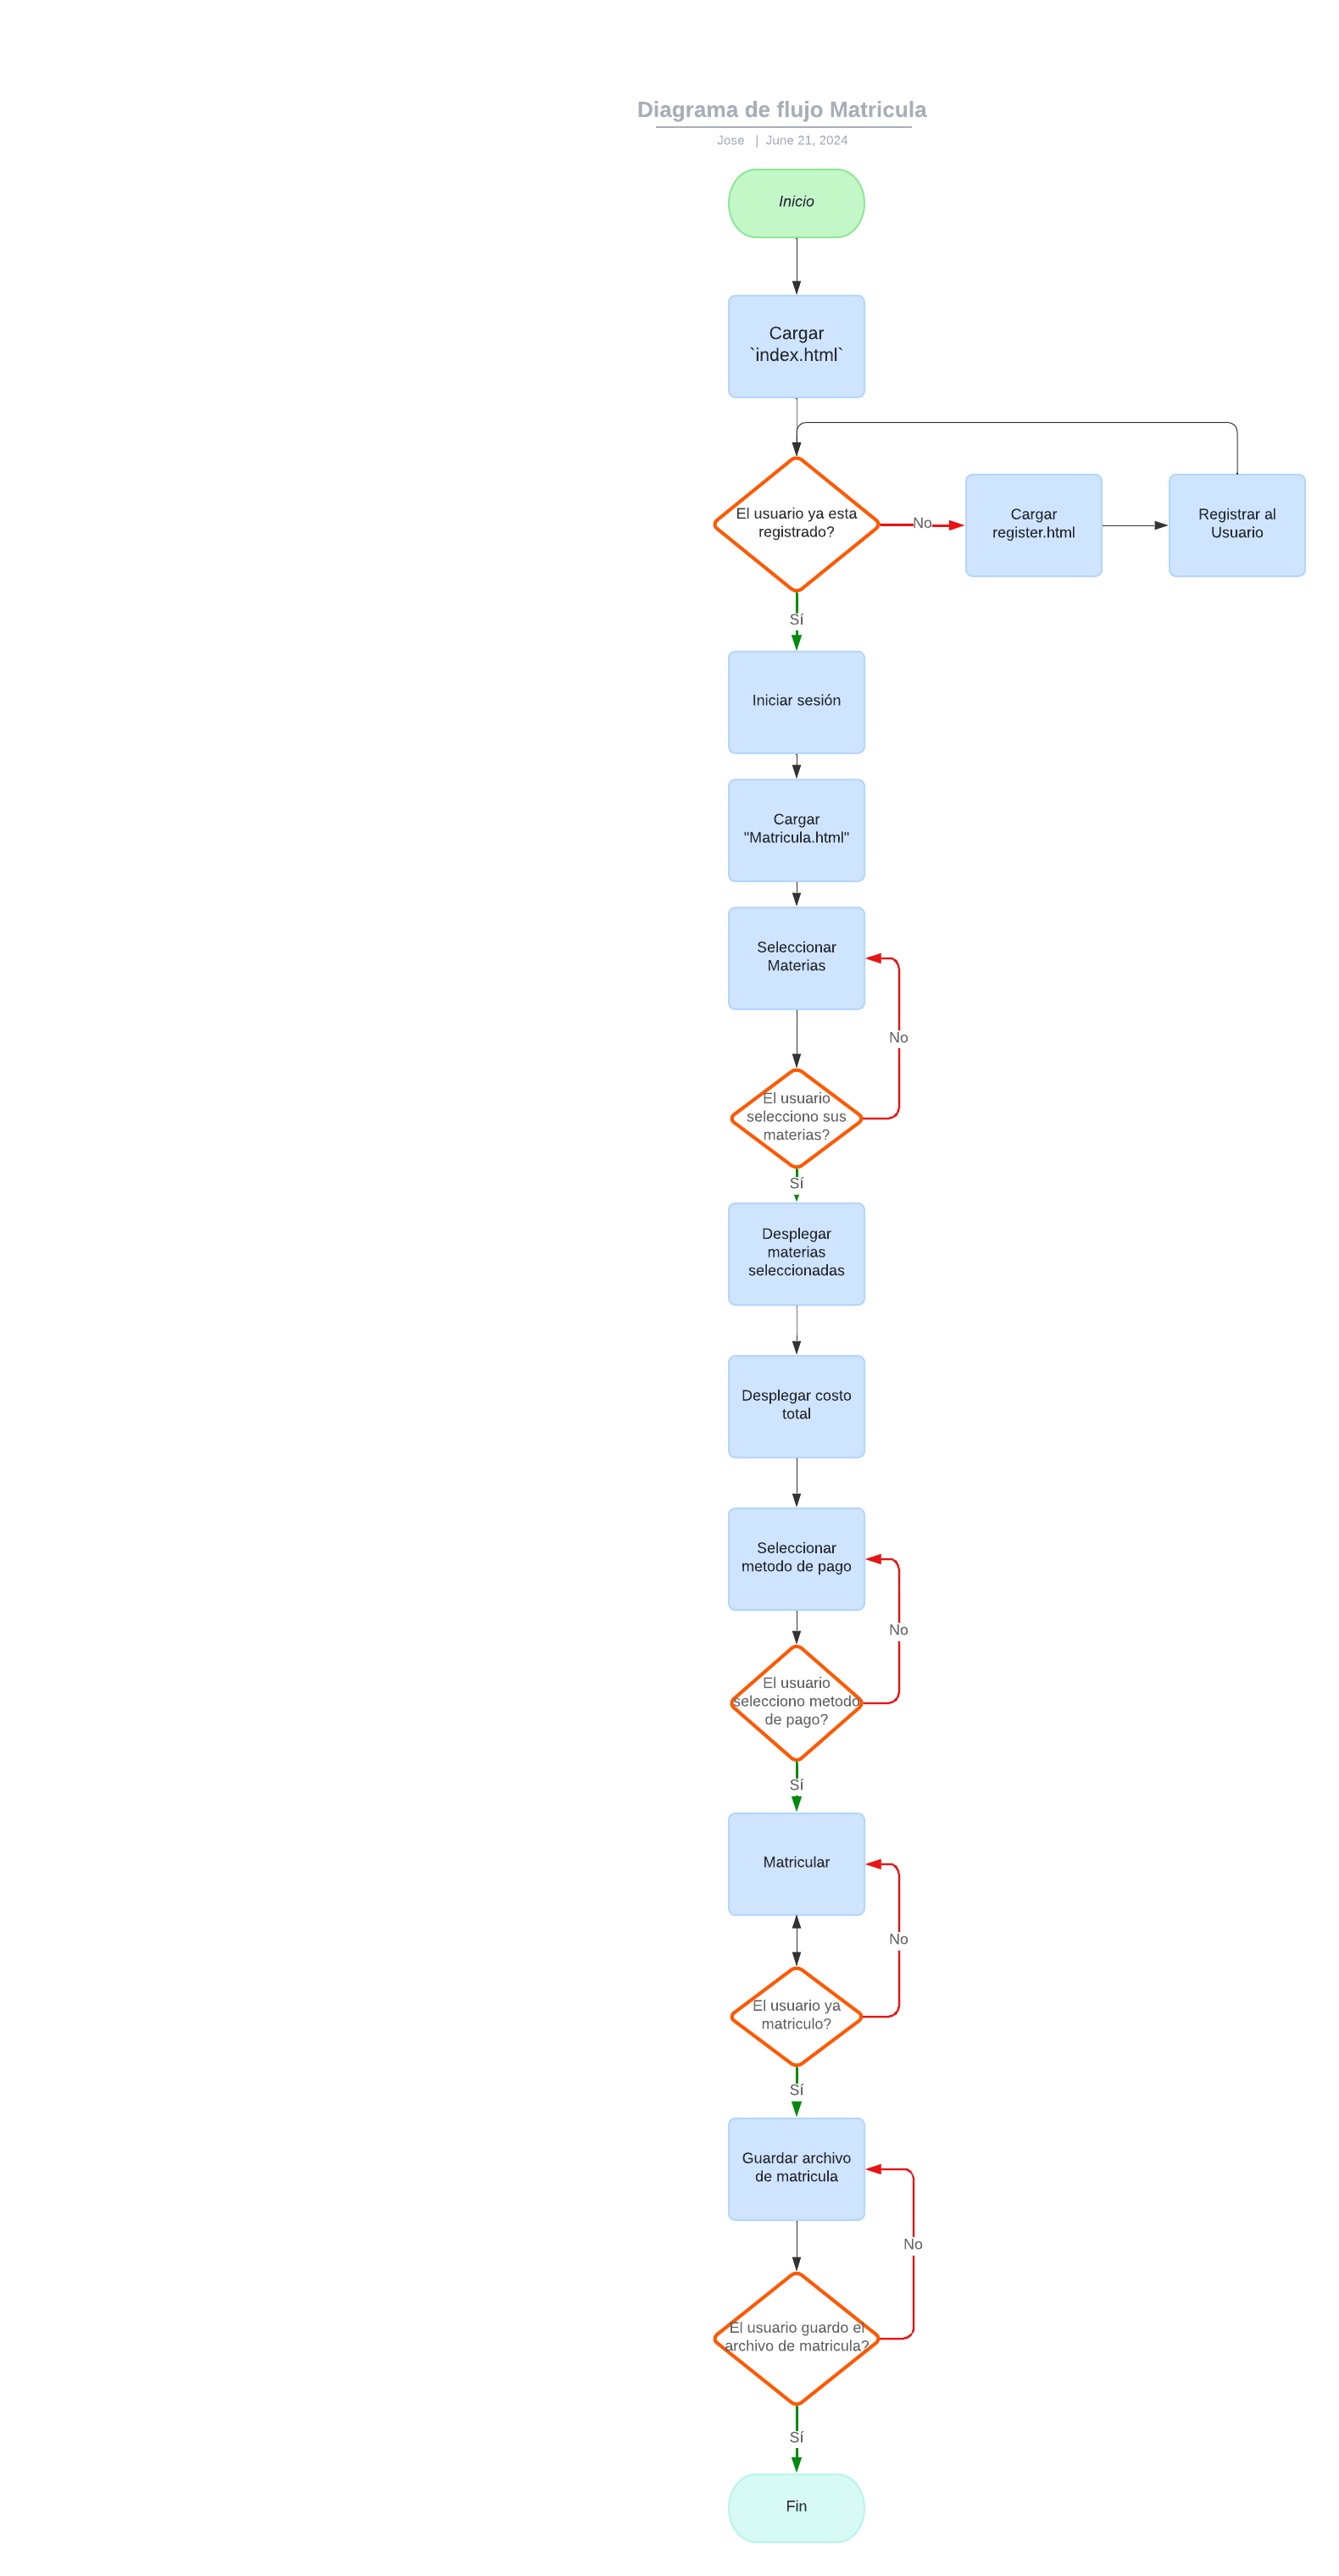 Diagrama de flujo Matricula
Jose | June 21, 2024
Inicio
Cargar
`index.html`
El usuario ya esta
registrado?
No
Cargar
register.html
Registrar al
Usuario
Sí
Iniciar sesión
Cargar
"Matricula.html"
Seleccionar
Materias
No
El usuario
selecciono sus
materias?
Sí
Desplegar
materias
seleccionadas
Desplegar costo
total
Seleccionar
metodo de pago
No
El usuario
selecciono metodo
de pago?
Sí
Matricular
No
El usuario ya
matriculo?
Sí
Guardar archivo
de matricula
No
El usuario guardo el
archivo de matricula?
Sí
Fin